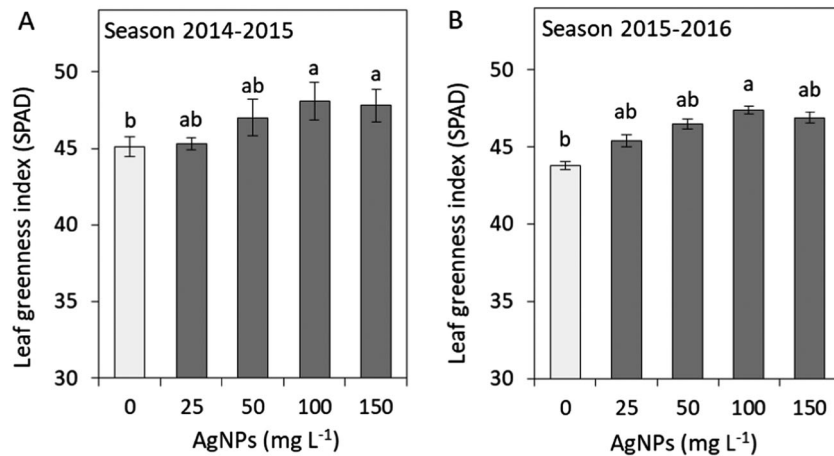 A
Season 2014-2015
Leaf greenness index (SPAD)
50
45
40
35
30
b
ab
ab
a
a
0 25 50 100 150
AgNPs (mg L⁻¹)
B
Season 2015-2016
Leaf greenness index (SPAD)
50
45
40
35
30
b
ab
ab
a
ab
0 25 50 100 150
AgNPs (mg L⁻¹)